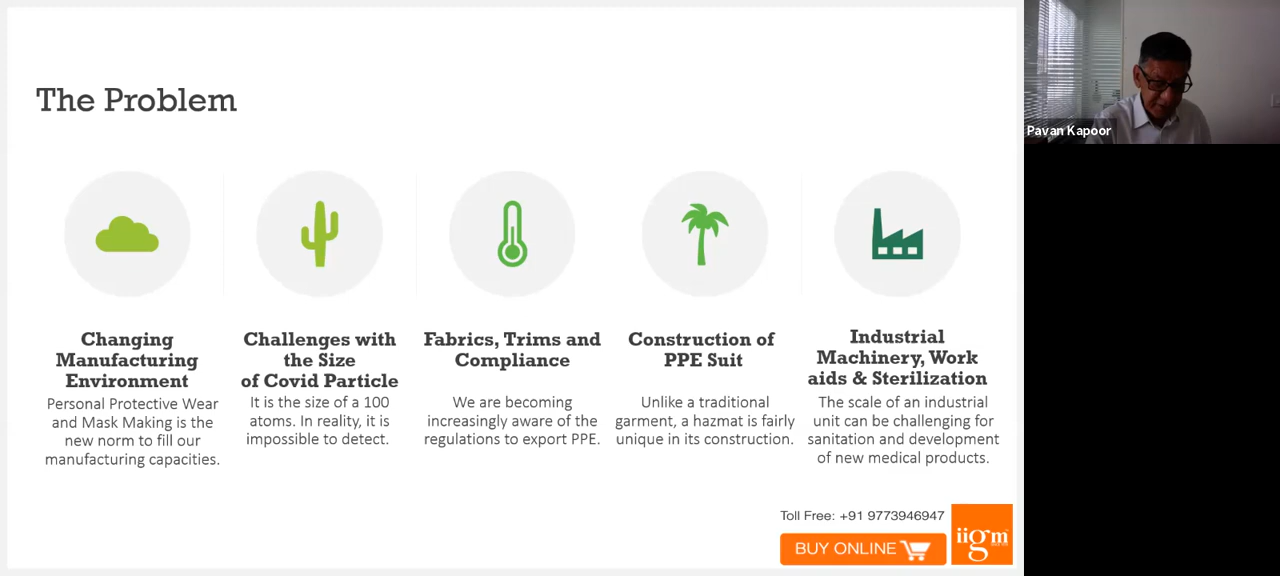 The Problem
Changing
Manufacturing
Environment
Personal Protective Wear
and Mask Making is the
new norm to fill our
manufacturing capacities.
Challenges with
the Size
of Covid Particle
It is the size of a 100
atoms. In reality, it is
impossible to detect.
Fabrics, Trims and
Compliance
We are becoming
increasingly aware of the
regulations to export PPE.
Construction of
PPE Suit
Unlike a traditional
garment, a hazmat is fairly
unique in its construction.
Industrial
Machinery, Work
aids & Sterilization
The scale of an industrial
unit can be challenging for
sanitation and development
of new medical products.
Toll Free: +91 9773946947
BUY ONLINE
iigm
Pavan Kapoor